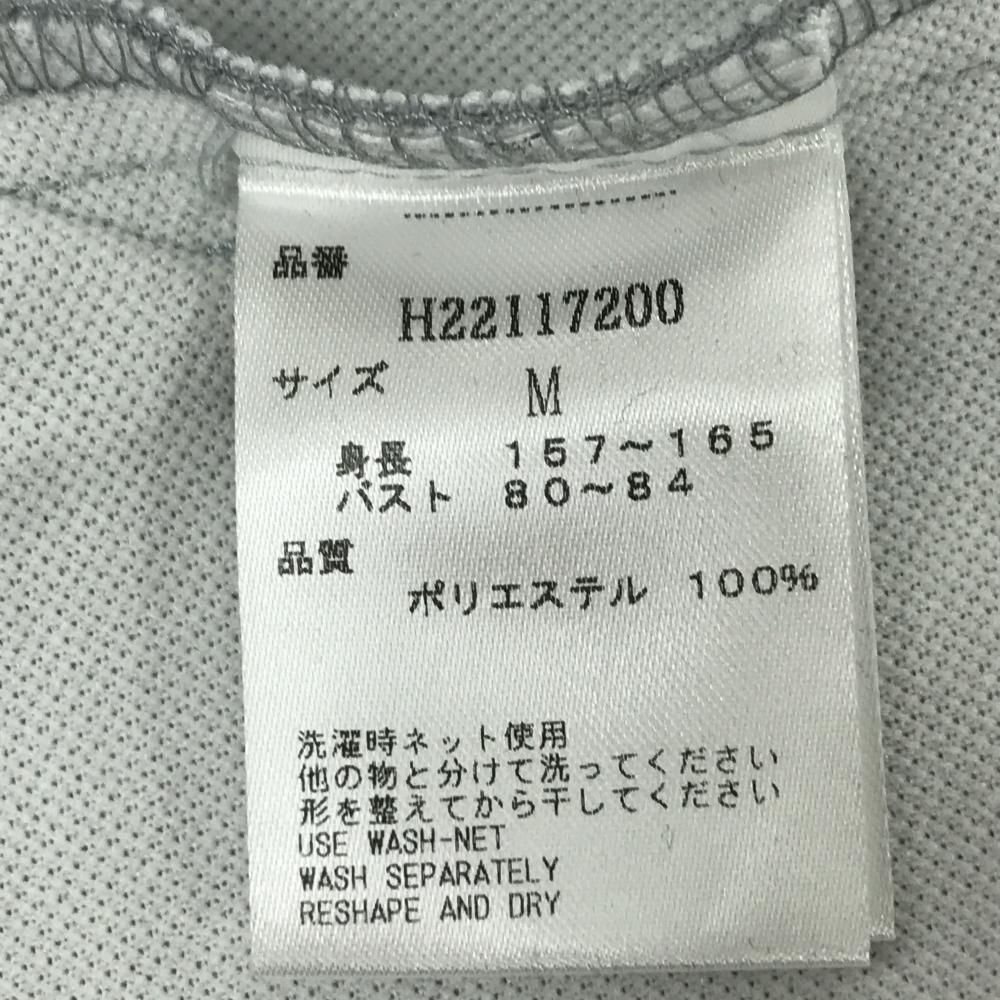 品番
H22117200
サイズ M
身長 157~165
バスト 80~84
品質
ポリエステル 100%
洗濯時ネット使用
他の物と分けて洗ってください
形を整えてから干してください
USE WASH-NET
WASH SEPARATELY
RESHAPE AND DRY